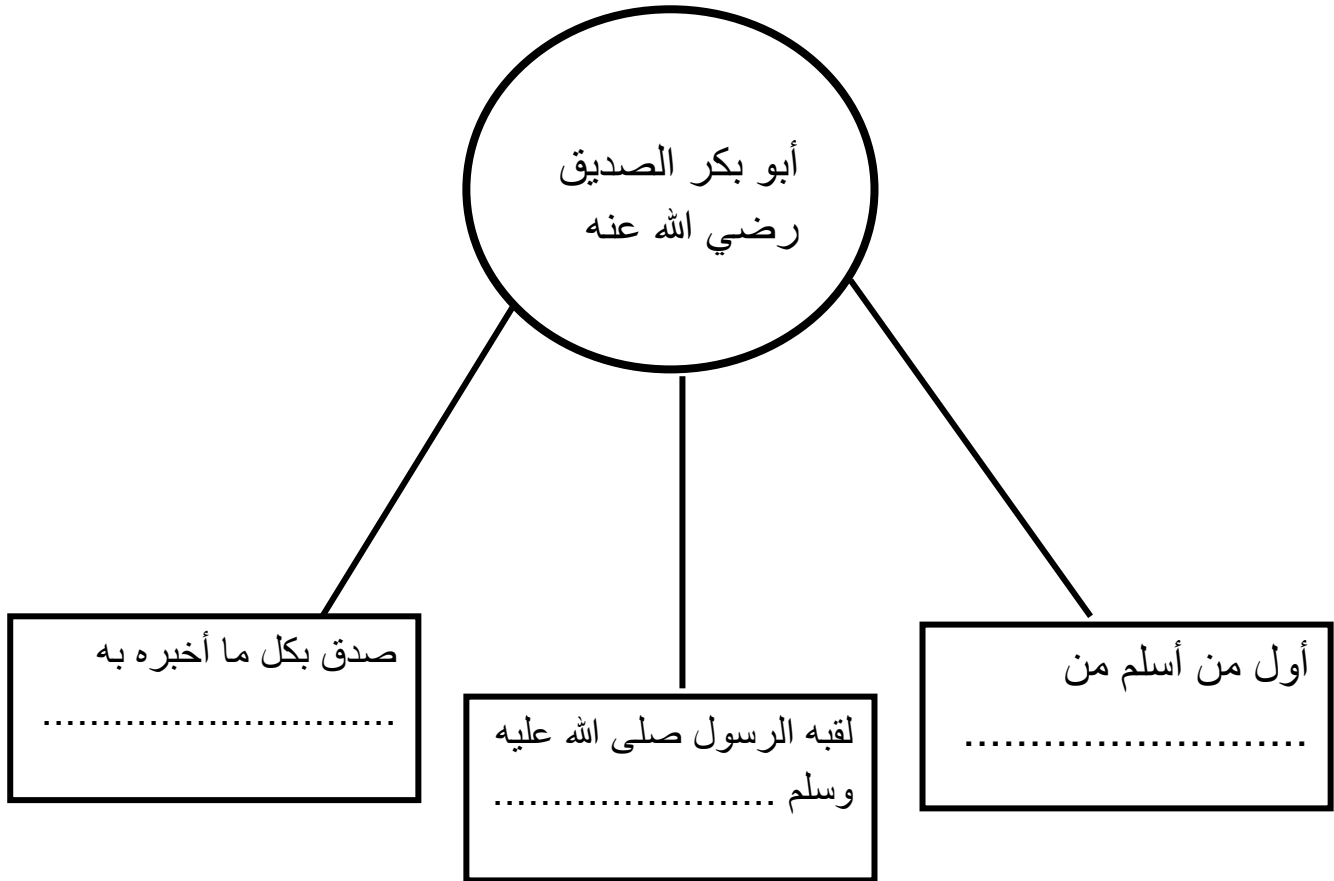 أبو بكر الصديق
رضي الله عنه
أول من أسلم من
..........................
لقبه الرسول صلى الله عليه
وسلم ........................
صدق بكل ما أخبره به
..............................